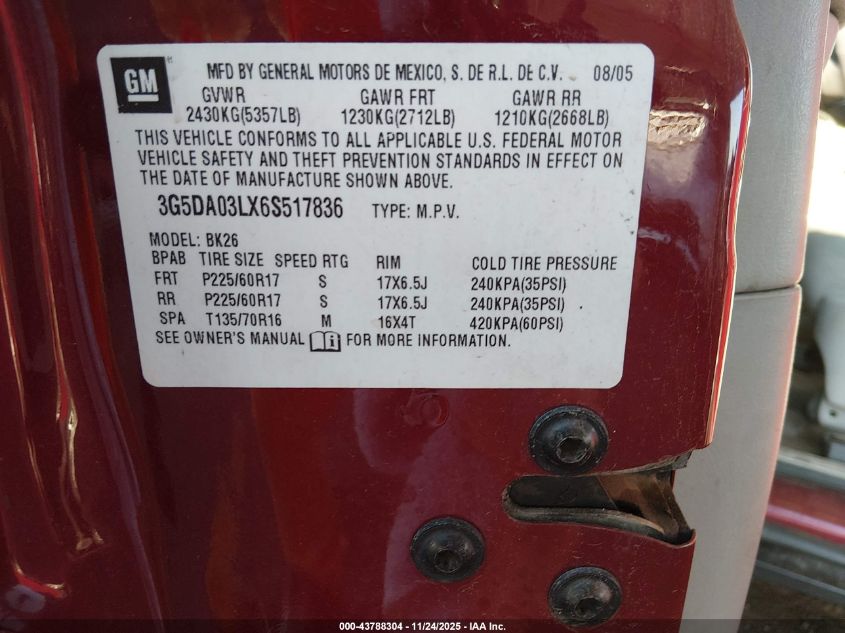 GM ® MFD BY GENERAL MOTORS DE MEXICO, S. DE R.L. DE C.V. 08/05
GVWR GAWR FRT GAWR RR
2430KG(5357LB) 1230KG(2712LB) 1210KG(2668LB)
THIS VEHICLE CONFORMS TO ALL APPLICABLE U.S. FEDERAL MOTOR
VEHICLE SAFETY AND THEFT PREVENTION STANDARDS IN EFFECT ON
THE DATE OF MANUFACTURE SHOWN ABOVE.
3G5DA03LX6S517836 TYPE: M.P.V.
MODEL: BK26
BPAB TIRE SIZE SPEED RTG RIM COLD TIRE PRESSURE
FRT P225/60R17 S 17X6.5J 240KPA(35PSI)
RR P225/60R17 S 17X6.5J 240KPA(35PSI)
SPA T135/70R16 M 16X4T 420KPA(60PSI)
SEE OWNER'S MANUAL i FOR MORE INFORMATION.
000-43788304 - 11/24/2025 - IAA Inc.